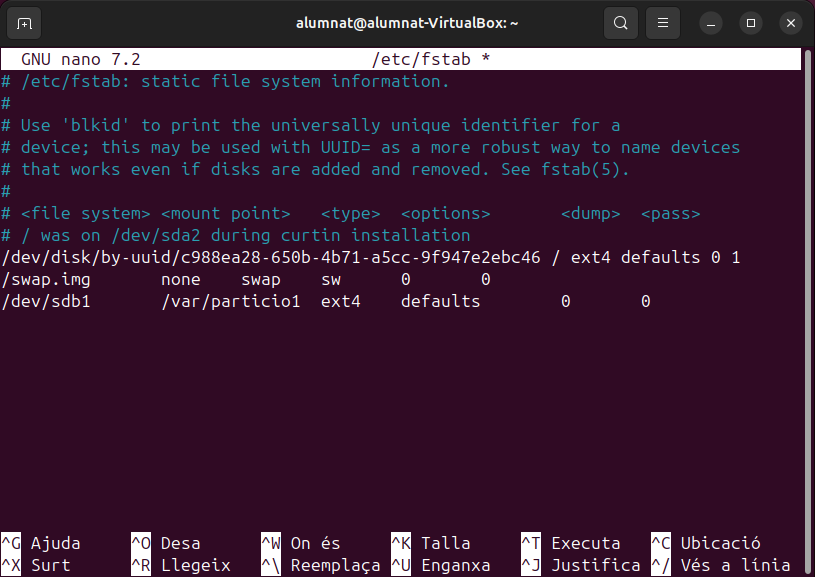 alumnat@alumnat-VirtualBox: ~
GNU nano 7.2 /etc/fstab *
# /etc/fstab: static file system information.
#
# Use 'blkid' to print the universally unique identifier for a
# device; this may be used with UUID= as a more robust way to name devices
# that works even if disks are added and removed. See fstab(5).
#
# <file system> <mount point>   <type>  <options>       <dump>  <pass>
# / was on /dev/sda2 during curtin installation
/dev/disk/by-uuid/c988ea28-650b-4b71-a5cc-9f947e2ebc46 / ext4 defaults 0 1
/swap.img       none    swap    sw      0       0
/dev/sdb1       /var/particio1  ext4    defaults        0       0
^G Ajuda ^O Desa ^W On és ^K Talla ^T Executa ^C Ubicació
^X Surt ^R Llegeix ^\ Reemplaça ^U Enganxa ^J Justifica ^/ Vés a línia